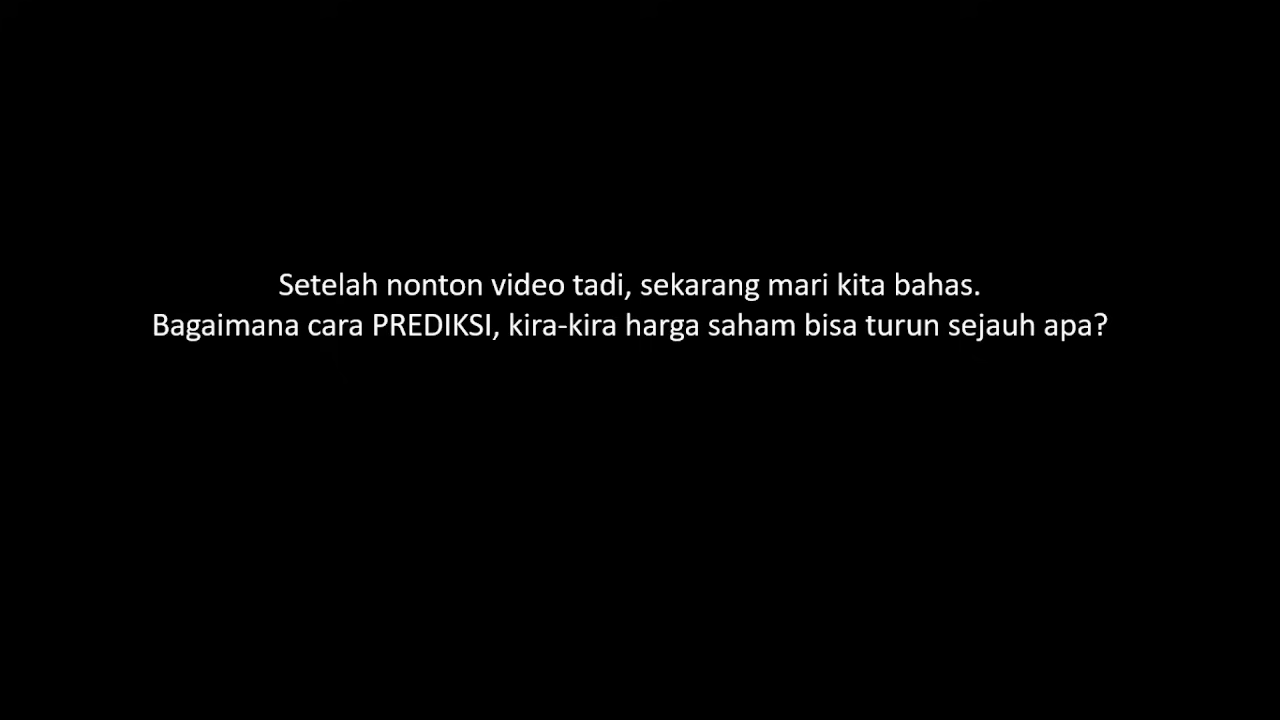 Setelah nonton video tadi, sekarang mari kita bahas.
Bagaimana cara PREDIKSI, kira-kira harga saham bisa turun sejauh apa?